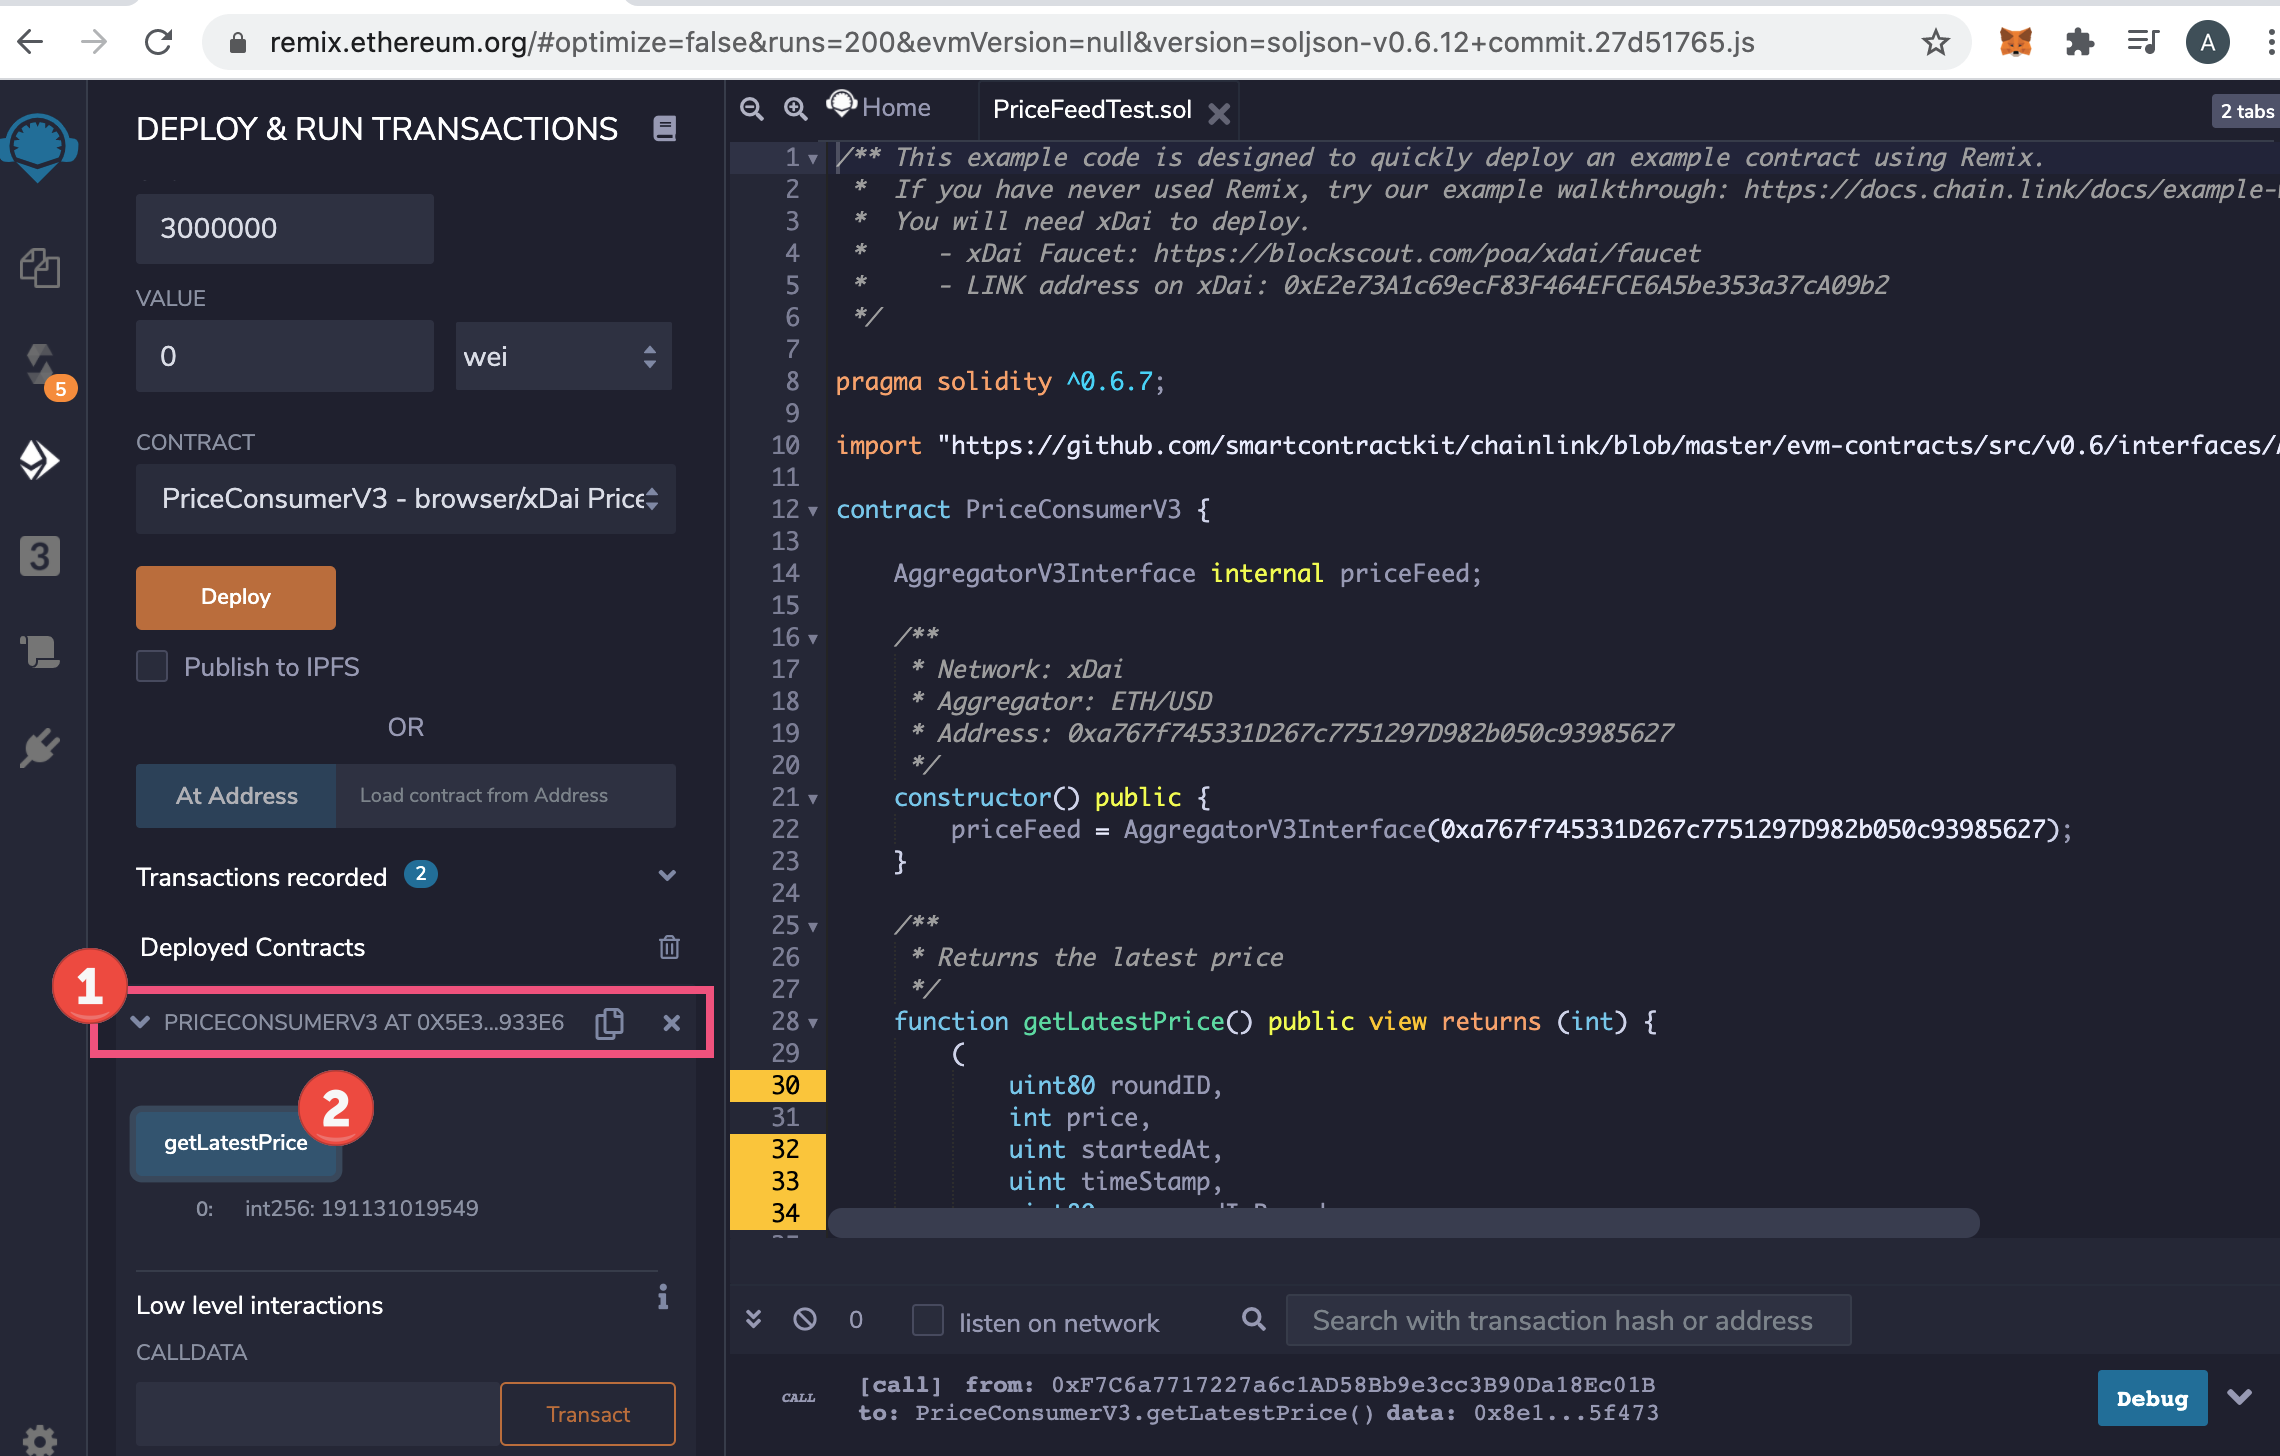 remix.ethereum.org/#optimize=false&runs=200&evmVersion=null&version=soljson-v0.6.12+commit.27d51765.js
A
DEPLOY & RUN TRANSACTIONS
3000000
VALUE
0
wei
5
CONTRACT
PriceConsumerV3 - browser/xDai Price
3
Deploy
Publish to IPFS
OR
At Address
Load contract from Address
Transactions recorded 2
Deployed Contracts
1
PRICECONSUMERV3 AT 0X5E3...933E6
2
getLatestPrice
0: int256: 191131019549
Low level interactions
i
CALLDATA
Transact
Home
PriceFeedTest.sol
2 tabs
1 /** This example code is designed to quickly deploy an example contract using Remix.
2 * If you have never used Remix, try our example walkthrough: https://docs.chain.link/docs/example-
3 * You will need xDai to deploy.
4 * - xDai Faucet: https://blockscout.com/poa/xdai/faucet
5 * - LINK address on xDai: 0xE2e73A1c69ecF83F464EFCE6A5be353a37cA09b2
6 */
7
8 pragma solidity ^0.6.7;
9
10 import "https://github.com/smartcontractkit/chainlink/blob/master/evm-contracts/src/v0.6/interfaces/
11
12 contract PriceConsumerV3 {
13
14 AggregatorV3Interface internal priceFeed;
15
16 /**
17 * Network: xDai
18 * Aggregator: ETH/USD
19 * Address: 0xa767f745331D267c7751297D982b050c93985627
20 */
21 constructor() public {
22 priceFeed = AggregatorV3Interface(0xa767f745331D267c7751297D982b050c93985627);
23 }
24
25 /**
26 * Returns the latest price
27 */
28 function getLatestPrice() public view returns (int) {
29 (
30 uint80 roundID,
31 int price,
32 uint startedAt,
33 uint timeStamp,
34
0
listen on network
Search with transaction hash or address
CALL
[call] from: 0xF7C6a7717227a6c1AD58Bb9e3cc3B90Da18Ec01B
to: PriceConsumerV3.getLatestPrice() data: 0x8e1...5f473
Debug